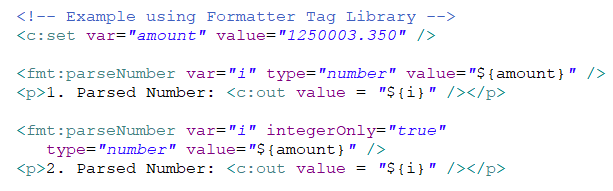 <!-- Example using Formatter Tag Library -->
<c:set var="amount" value="1250003.350" />
<fmt:parseNumber var="i" type="number" value="${amount}" />
<p>1. Parsed Number: <c:out value = "${i}" /></p>
<fmt:parseNumber var="i" integerOnly="true"
type="number" value="${amount}" />
<p>2. Parsed Number: <c:out value = "${i}" /></p>